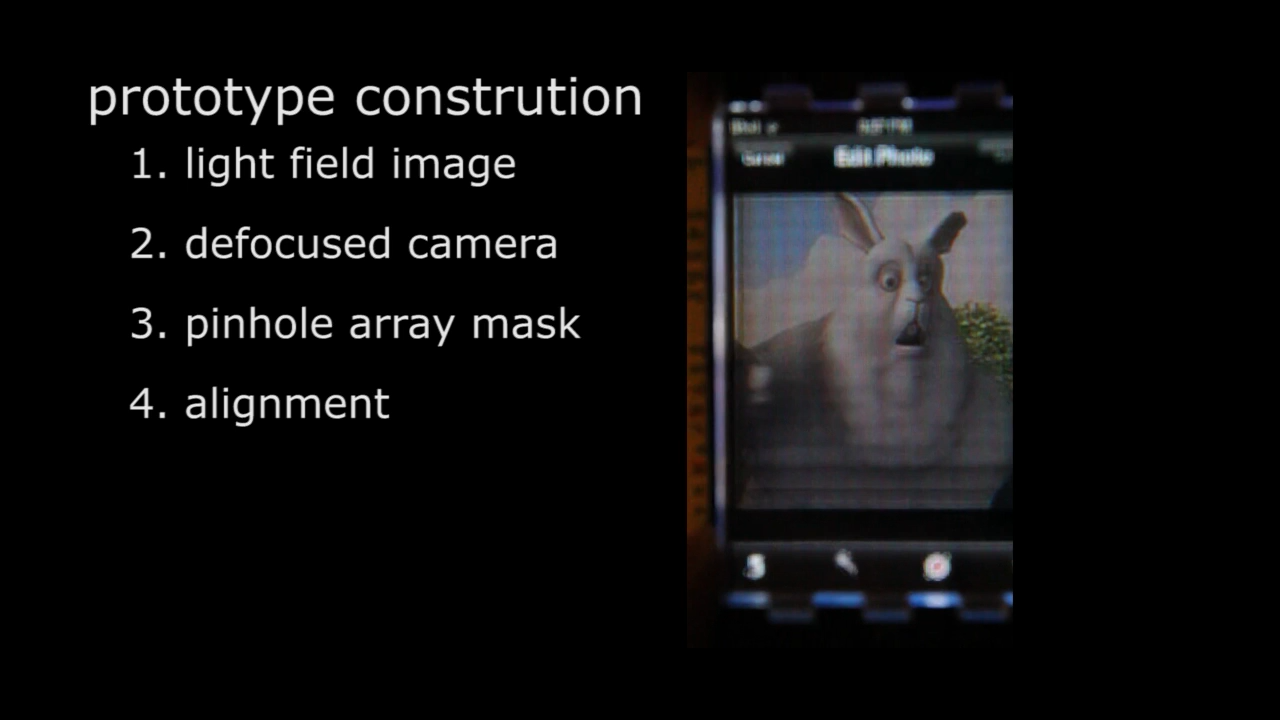 prototype constrution
1. light field image
2. defocused camera
3. pinhole array mask
4. alignment
Edit Photo